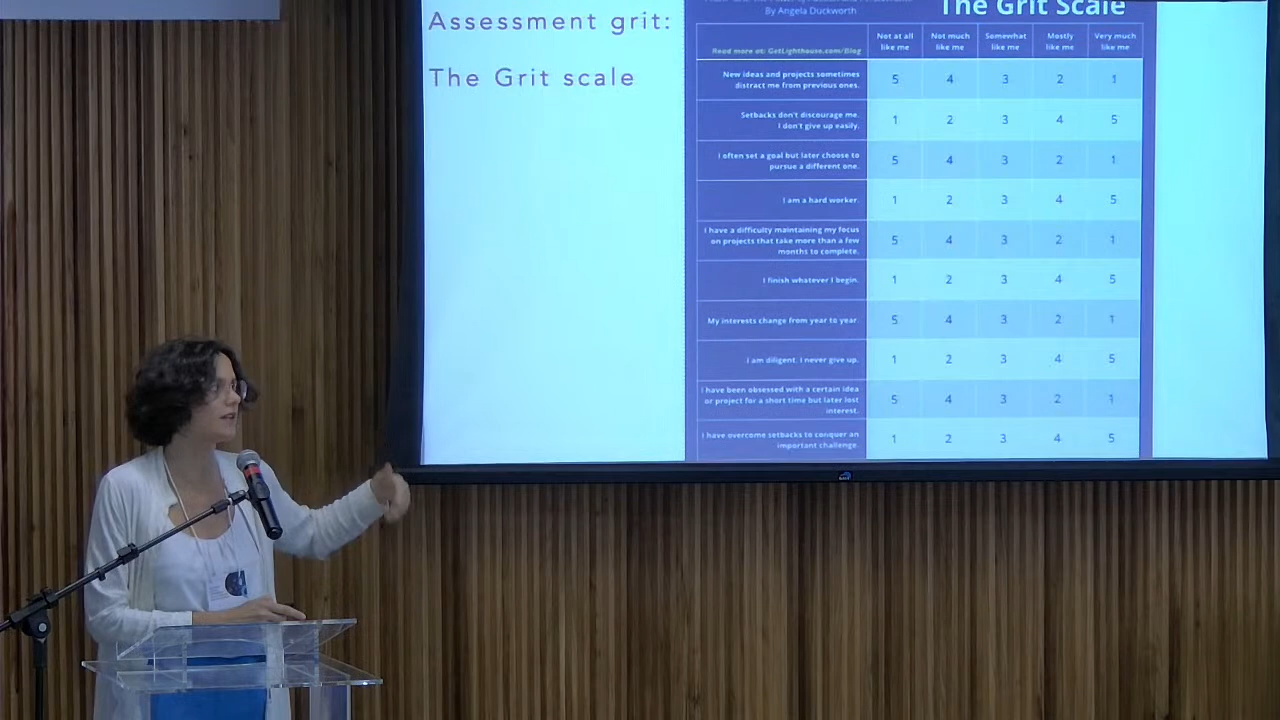 Assessment grit:
The Grit scale
By Angela Duckworth
The Grit Scale
Read more at: GetLighthouse.com/Blog
Not at all like me
Not much like me
Somewhat like me
Mostly like me
Very much like me
New ideas and projects sometimes
distract me from previous ones.
5 4 3 2 1
Setbacks don't discourage me.
I don't give up easily.
1 2 3 4 5
I often set a goal but later choose to
pursue a different one.
5 4 3 2 1
I am a hard worker.
1 2 3 4 5
I have a difficulty maintaining my focus
on projects that take more than a few
months to complete.
5 4 3 2 1
I finish whatever I begin.
1 2 3 4 5
My interests change from year to year.
5 4 3 2 1
I am diligent. I never give up.
1 2 3 4 5
I have been obsessed with a certain idea
or project for a short time but later lost
interest.
5 4 3 2 1
I have overcome setbacks to conquer an
important challenge.
1 2 3 4 5